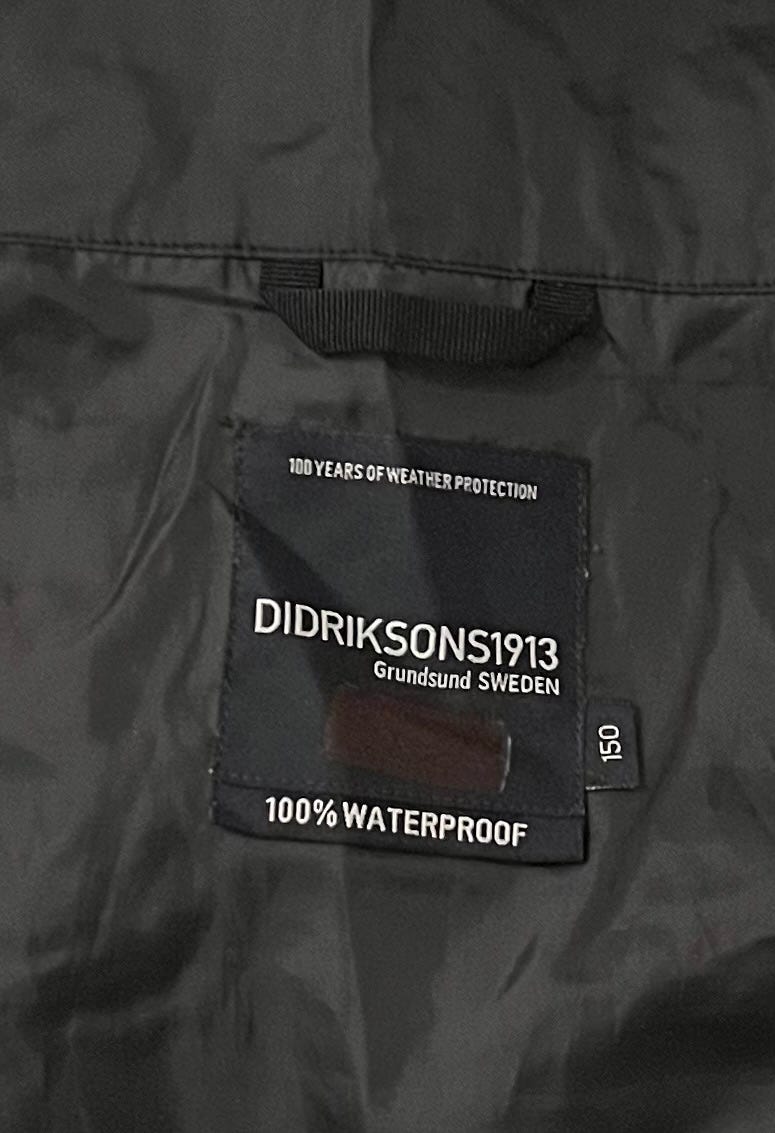 100 YEARS OF WEATHER PROTECTION
DIDRIKSONS1913
Grundsund SWEDEN
150
100% WATERPROOF